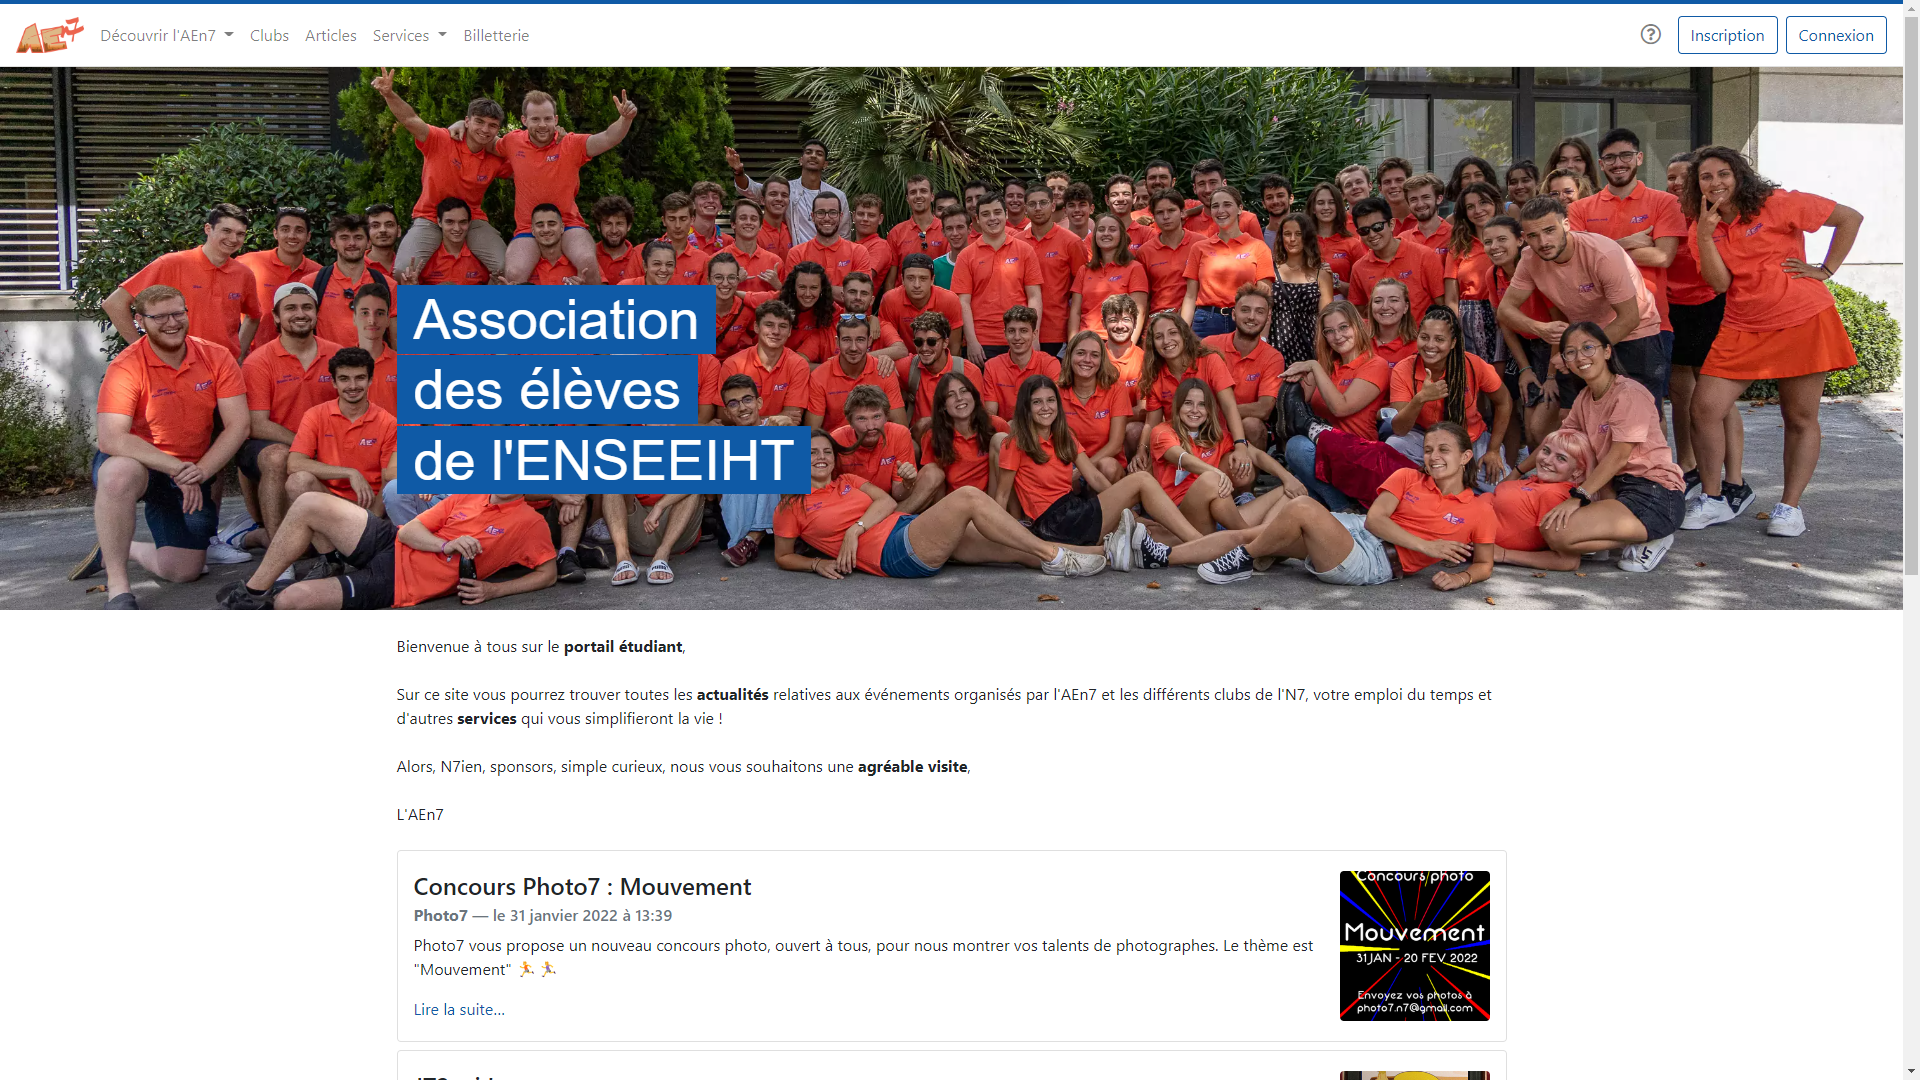 AEn7 Découvrir l'AEn7 Clubs Articles Services Billetterie Inscription Connexion
Association
des élèves
de l'ENSEEIHT
Bienvenue à tous sur le portail étudiant,
Sur ce site vous pourrez trouver toutes les actualités relatives aux événements organisés par l'AEn7 et les différents clubs de l'N7, votre emploi du temps et
d'autres services qui vous simplifieront la vie !
Alors, N7ien, sponsors, simple curieux, nous vous souhaitons une agréable visite,
L'AEn7
Concours Photo7 : Mouvement
Photo7 — le 31 janvier 2022 à 13:39
Photo7 vous propose un nouveau concours photo, ouvert à tous, pour nous montrer vos talents de photographes. Le thème est
"Mouvement" 🏃 🏃‍♀️
Lire la suite…
Concours photo
Mouvement
31 JAN - 20 FEV 2022
Envoyez vos photos à
photo7.n7@gmail.com